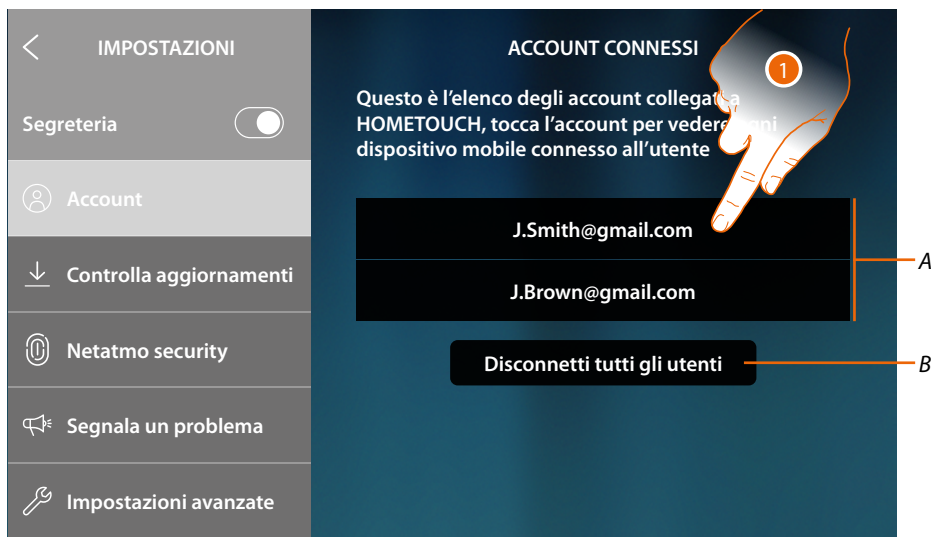 IMPOSTAZIONI
Segreteria
Account
Controlla aggiornamenti
Netatmo security
Segnala un problema
Impostazioni avanzate
ACCOUNT CONNESSI
1
Questo è l'elenco degli account collegati a
HOMETOUCH, tocca l'account per vedere ogni
dispositivo mobile connesso all'utente
J.Smith@gmail.com
J.Brown@gmail.com
A
Disconnetti tutti gli utenti
B